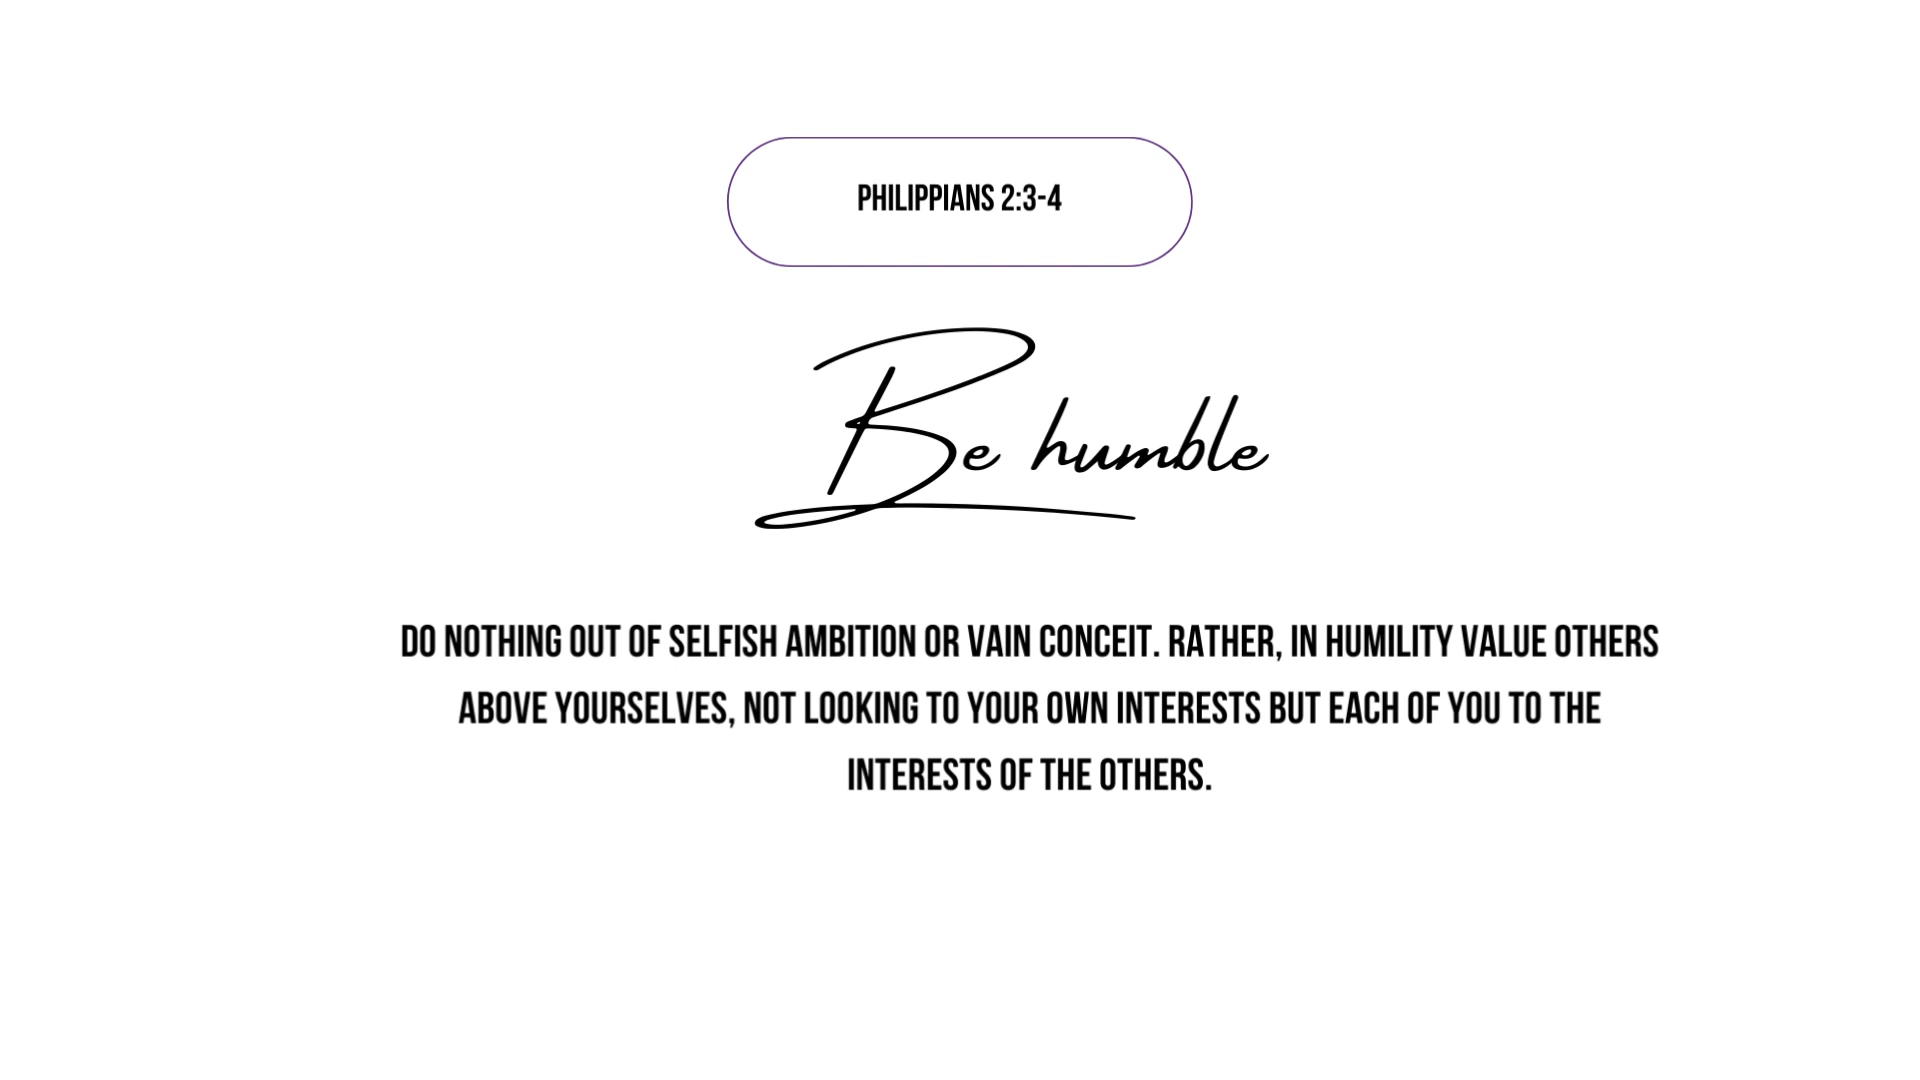 PHILIPPIANS 2:3-4
Be humble
DO NOTHING OUT OF SELFISH AMBITION OR VAIN CONCEIT. RATHER, IN HUMILITY VALUE OTHERS
ABOVE YOURSELVES, NOT LOOKING TO YOUR OWN INTERESTS BUT EACH OF YOU TO THE
INTERESTS OF THE OTHERS.